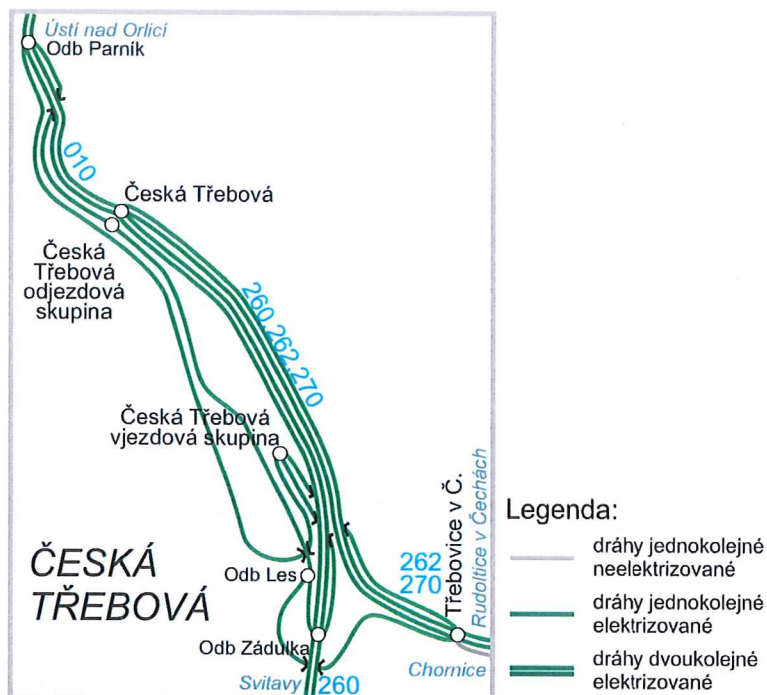 Ústí nad Orlicí
Odb Parník
010
Česká Třebová
Česká
Třebová
odjezdová
skupina
260,262,270
Česká Třebová
vjezdová skupina
ČESKÁ
TŘEBOVÁ
Odb Les
262
270
Třebovice v Č.
Rudoltice v Čechách
Odb Zádulka
Svitavy
260
Chornice
Legenda:
dráhy jednokolejné
neelektrizované
dráhy jednokolejné
elektrizované
dráhy dvoukolejné
elektrizované